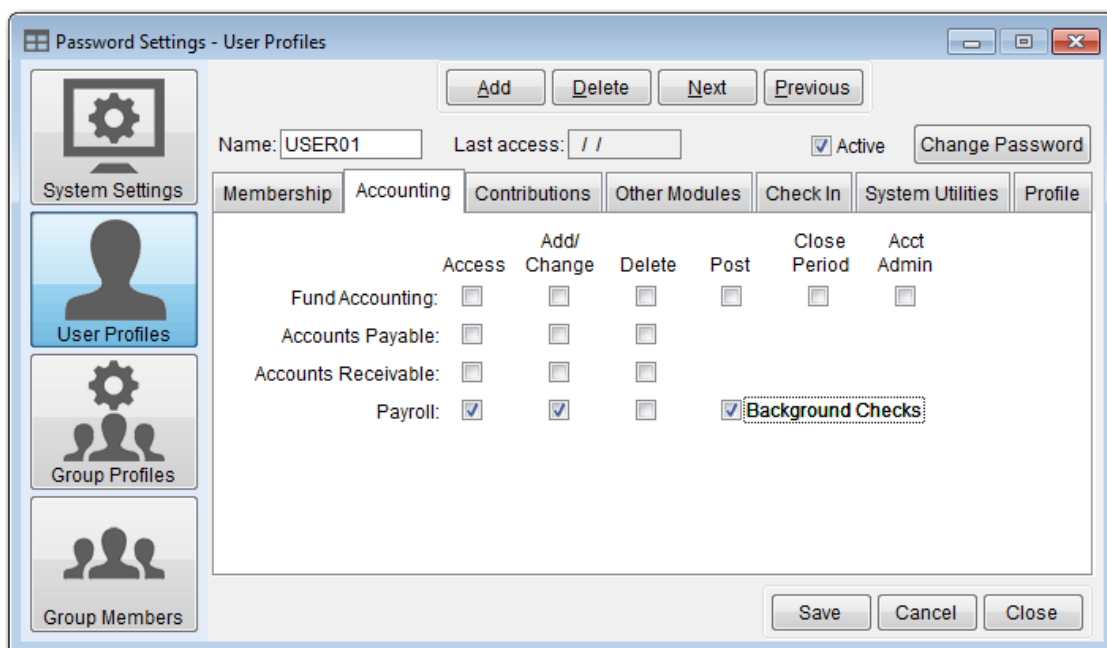 Password Settings - User Profiles
Add Delete Next Previous
Name: USER01 Last access: / / Active Change Password
System Settings
User Profiles
Group Profiles
Group Members
Membership Accounting Contributions Other Modules Check In System Utilities Profile
Add/ Close Acct
Access Change Delete Post Period Admin
Fund Accounting:
Accounts Payable:
Accounts Receivable:
Payroll: Background Checks
Save Cancel Close